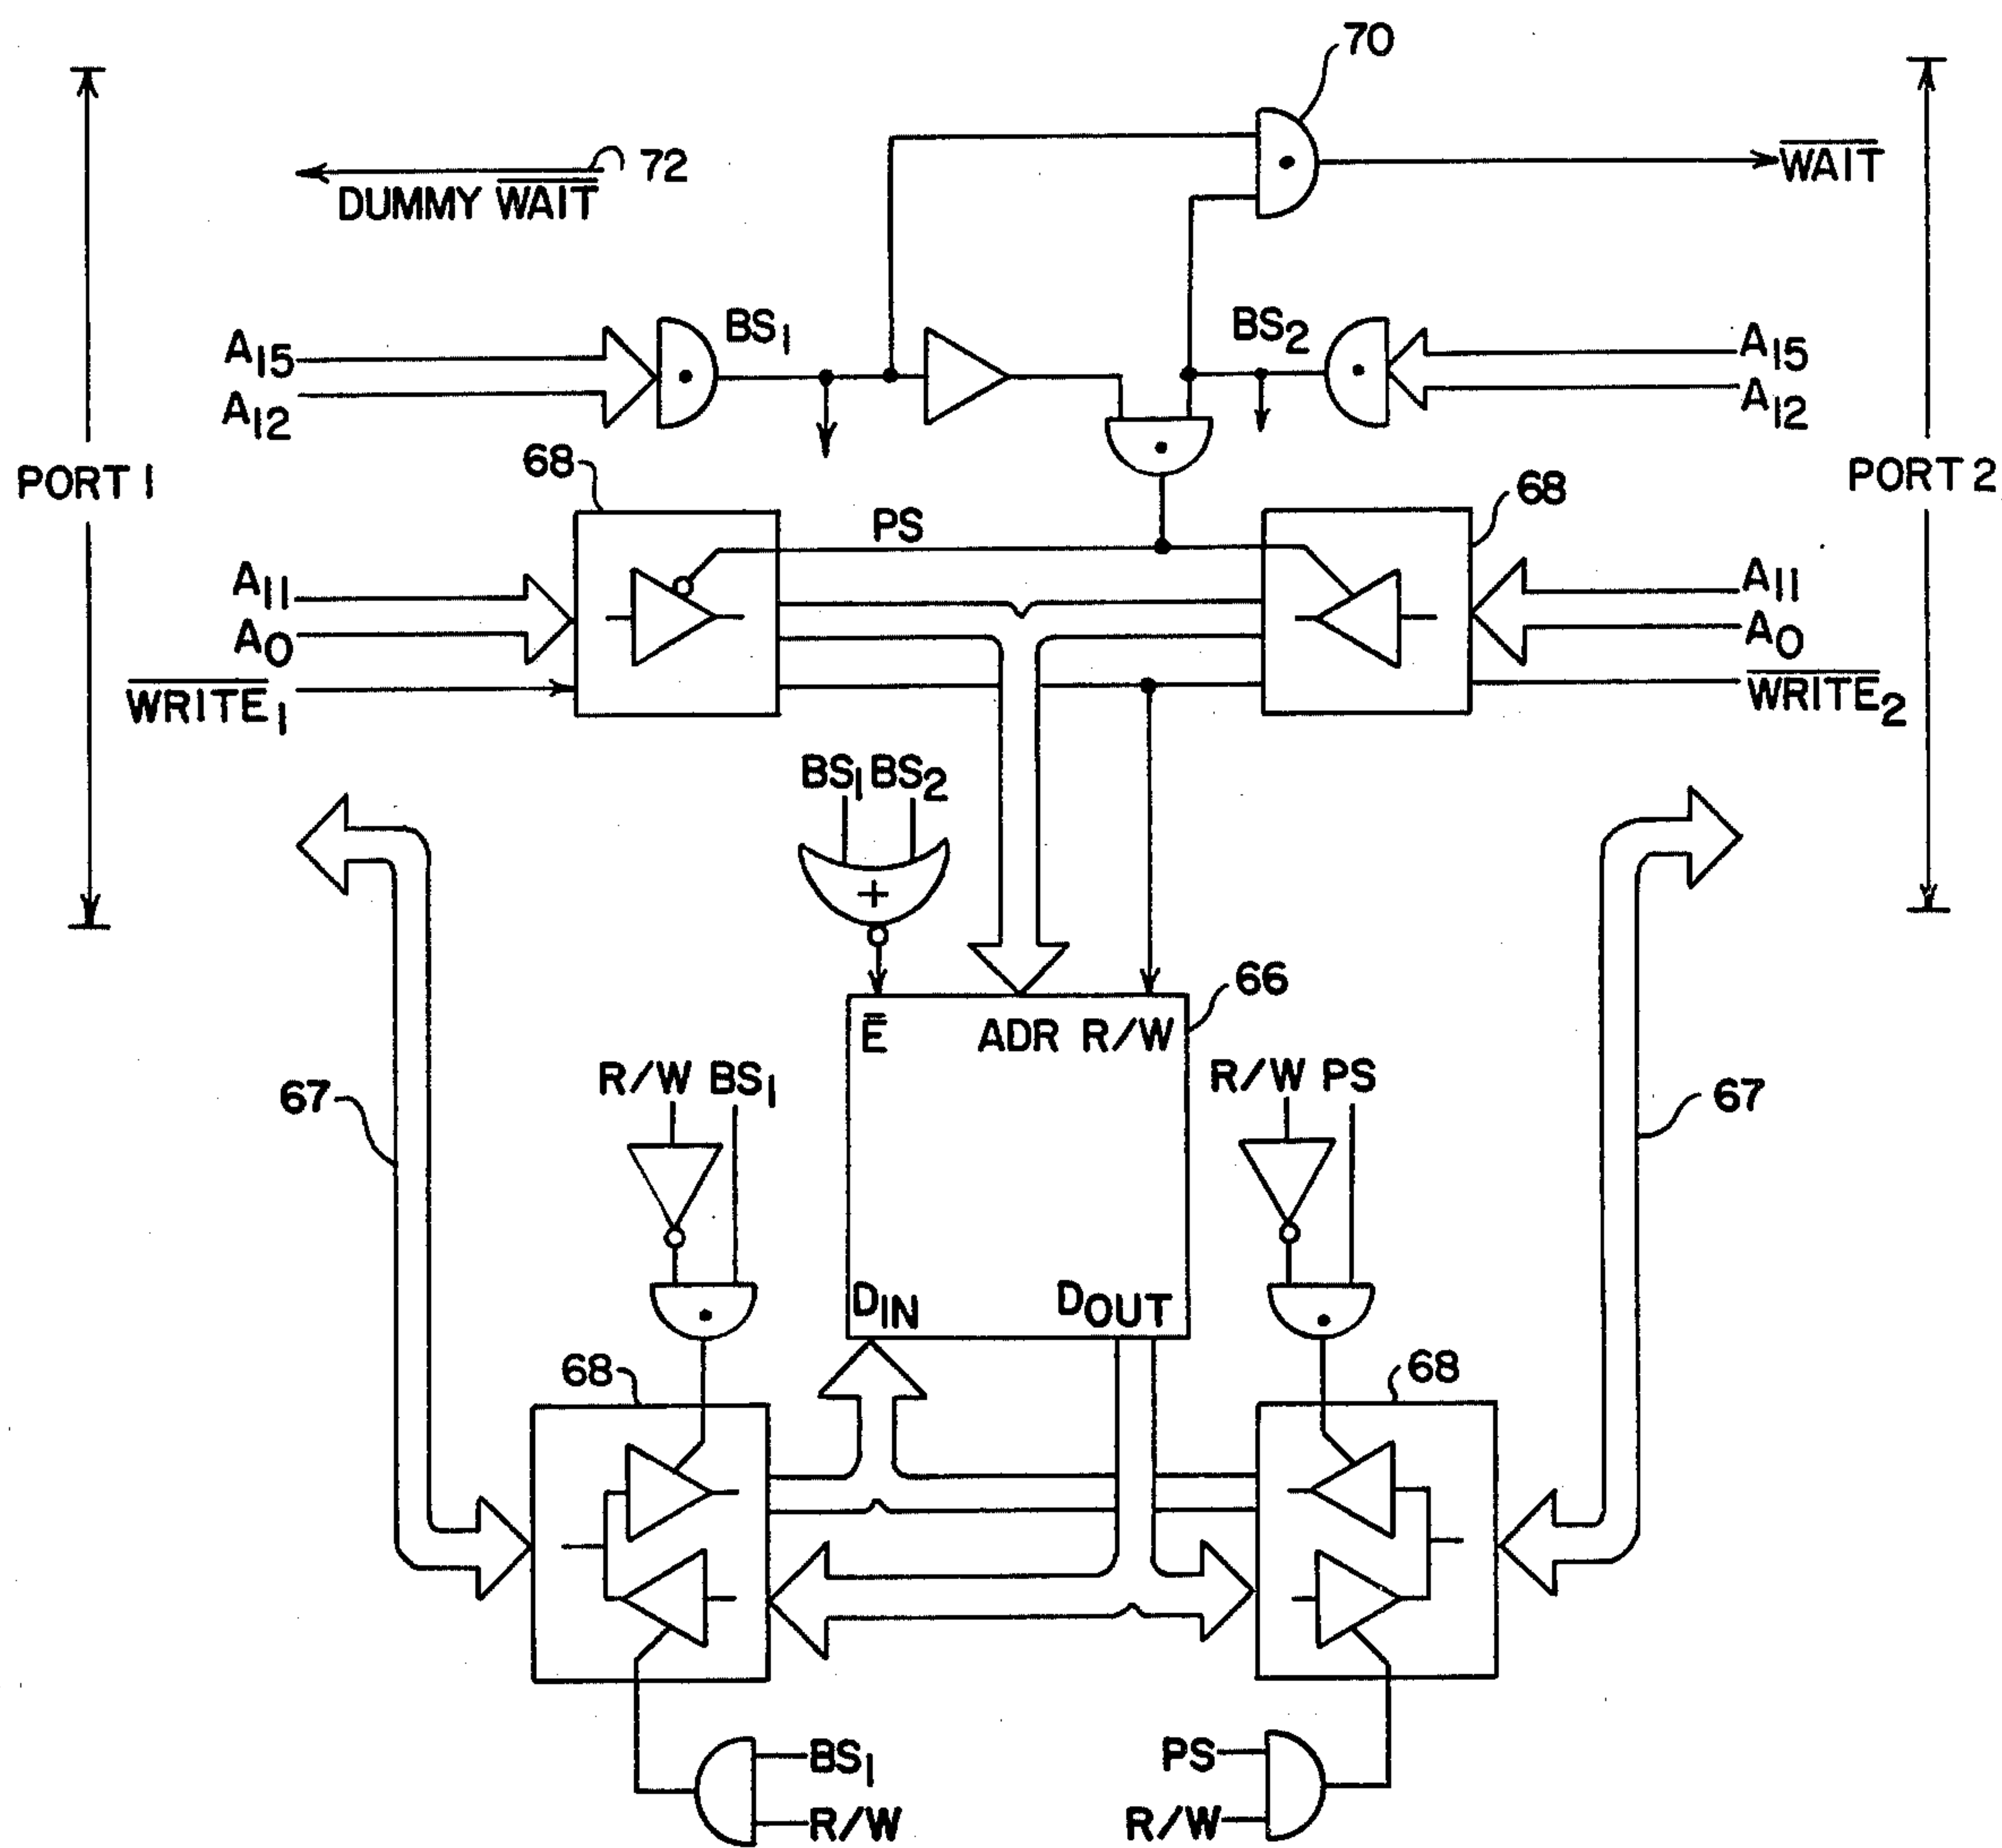 70
72
DUMMY WAIT
WAIT
A15
A12
BS1
BS2
A15
A12
PORT 1
PORT 2
68
PS
68
A11
A0
WRITE1
A11
A0
WRITE2
BS1 BS2
66
E ADR R/W
R/W BS1
R/W PS
67
67
DIN DOUT
68
68
BS1
R/W
PS
R/W